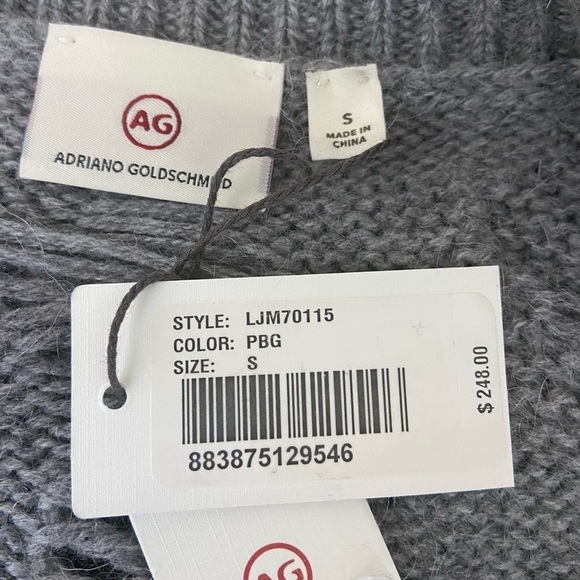 AG
ADRIANO GOLDSCHMIED
S
MADE IN
CHINA
STYLE: LJM70115
COLOR: PBG
SIZE: S
883875129546
$ 248.00
AG